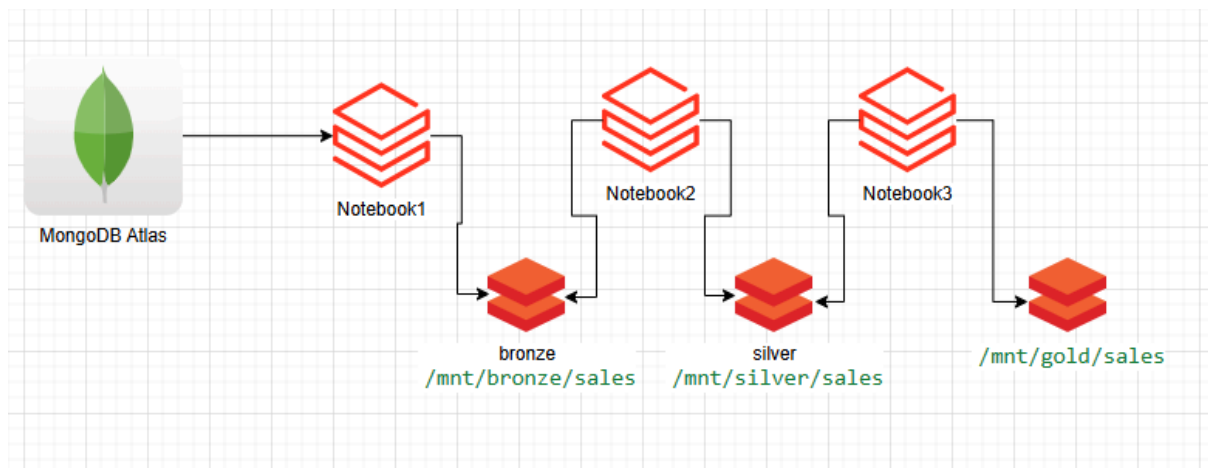 MongoDB Atlas
Notebook1
Notebook2
Notebook3
bronze
/mnt/bronze/sales
silver
/mnt/silver/sales
/mnt/gold/sales